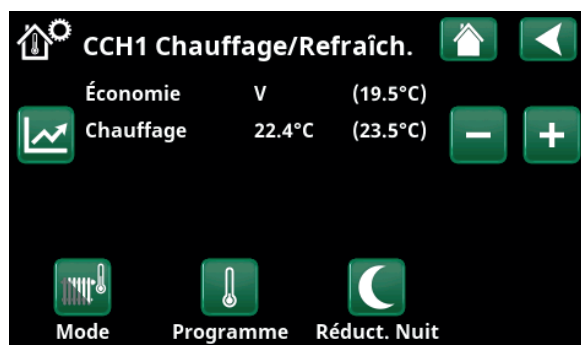 CCH1 Chauffage/Refraîch.
Économie V (19.5°C)
Chauffage 22.4°C (23.5°C)
Mode Programme Réduct. Nuit